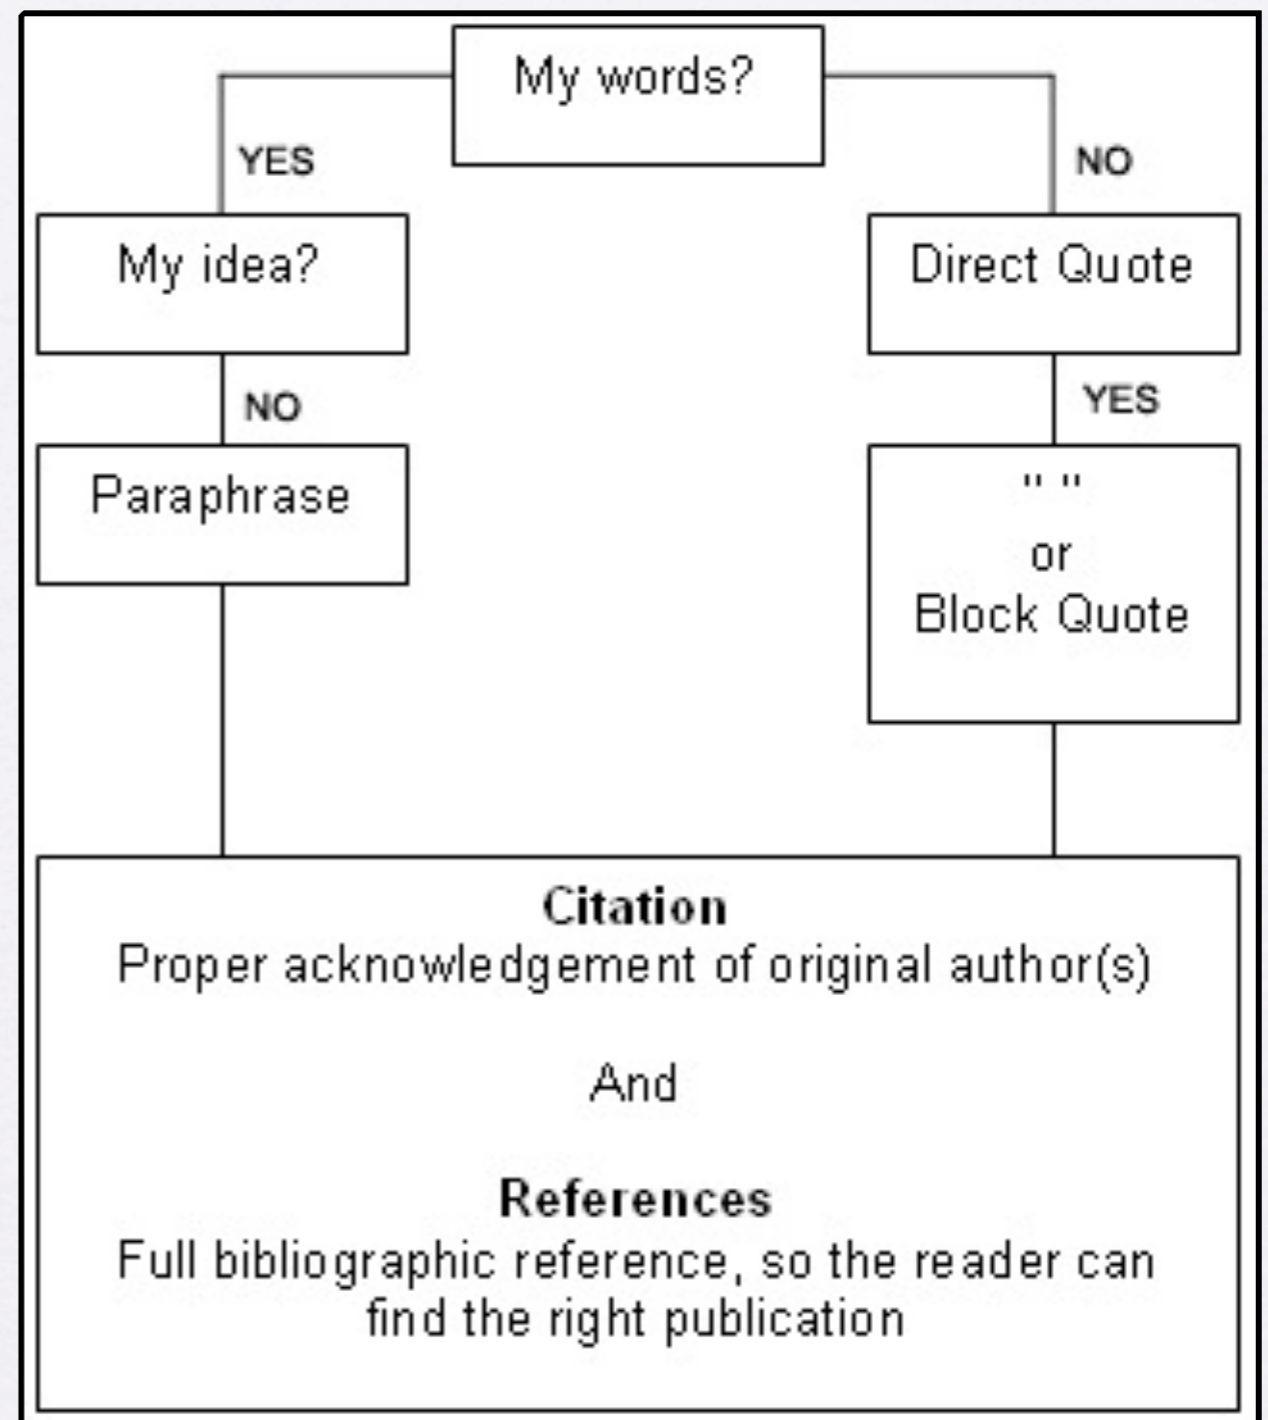 My words?
YES
NO
My idea?
Direct Quote
NO
YES
Paraphrase
" "
or
Block Quote
Citation
Proper acknowledgement of original author(s)
And
References
Full bibliographic reference, so the reader can
find the right publication